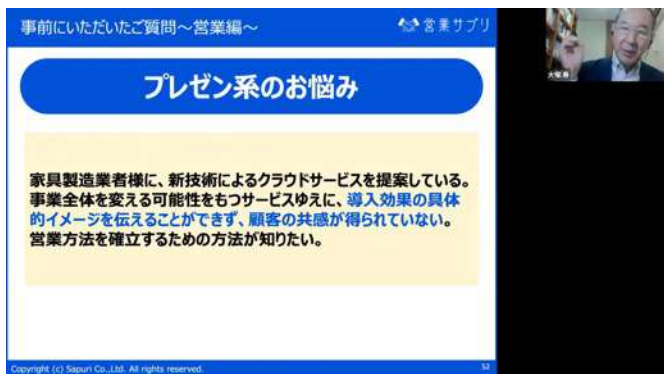 事前にいただいたご質問～営業編～
営業サプリ
プレゼン系のお悩み
家具製造業者様に、新技術によるクラウドサービスを提案している。
事業全体を変える可能性をもつサービスゆえに、導入効果の具体
的イメージを伝えることができず、顧客の共感が得られていない。
営業方法を確立するための方法が知りたい。
Copyright (c) Sapuri Co.,Ltd. All rights reserved.